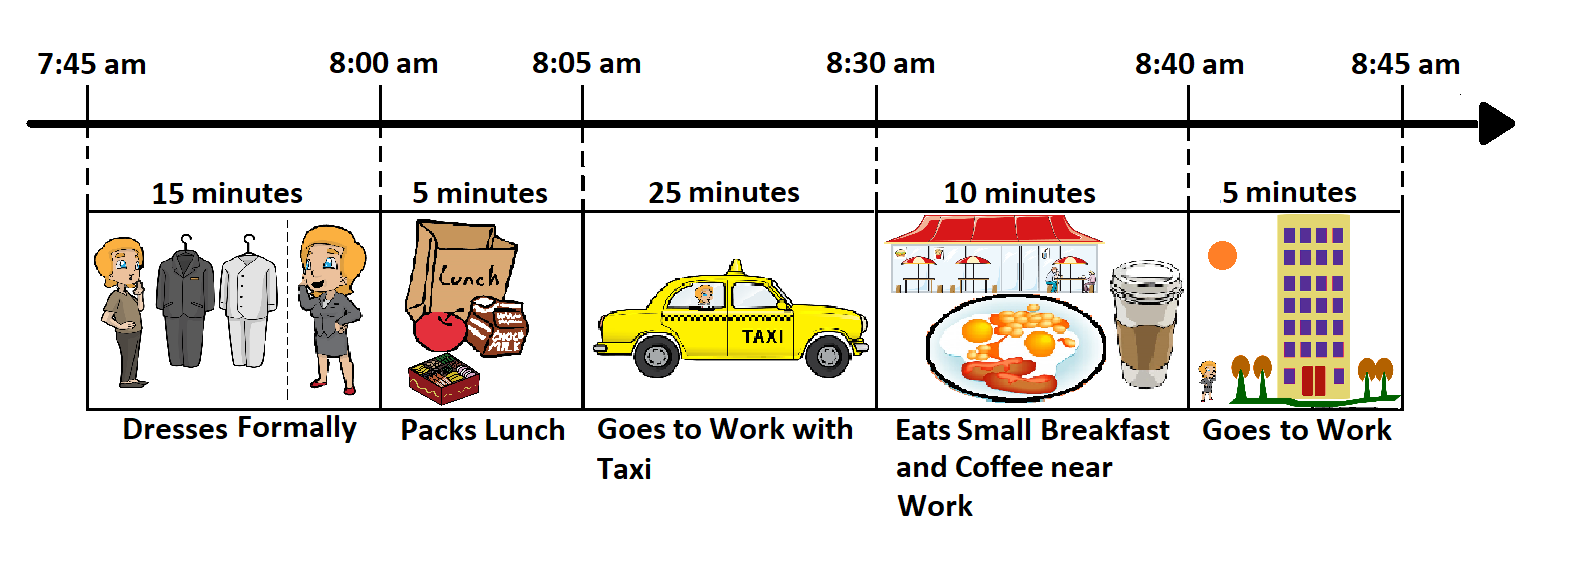 7:45 am 8:00 am 8:05 am 8:30 am 8:40 am 8:45 am
15 minutes 5 minutes 25 minutes 10 minutes 5 minutes
Lunch
CHOCO
MILK
TAXI
Dresses Formally
Packs Lunch
Goes to Work with
Taxi
Eats Small Breakfast
and Coffee near
Work
Goes to Work